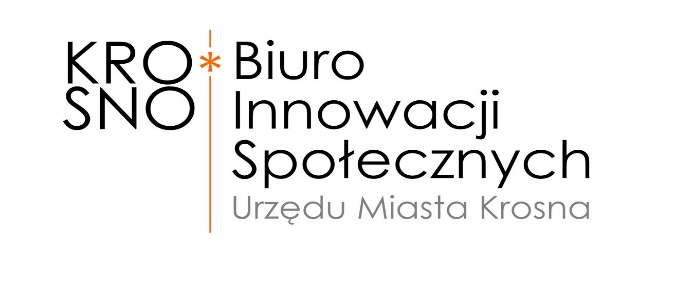 KRO*
SNO
Biuro
Innowacji
Społecznych
Urzędu Miasta Krosna